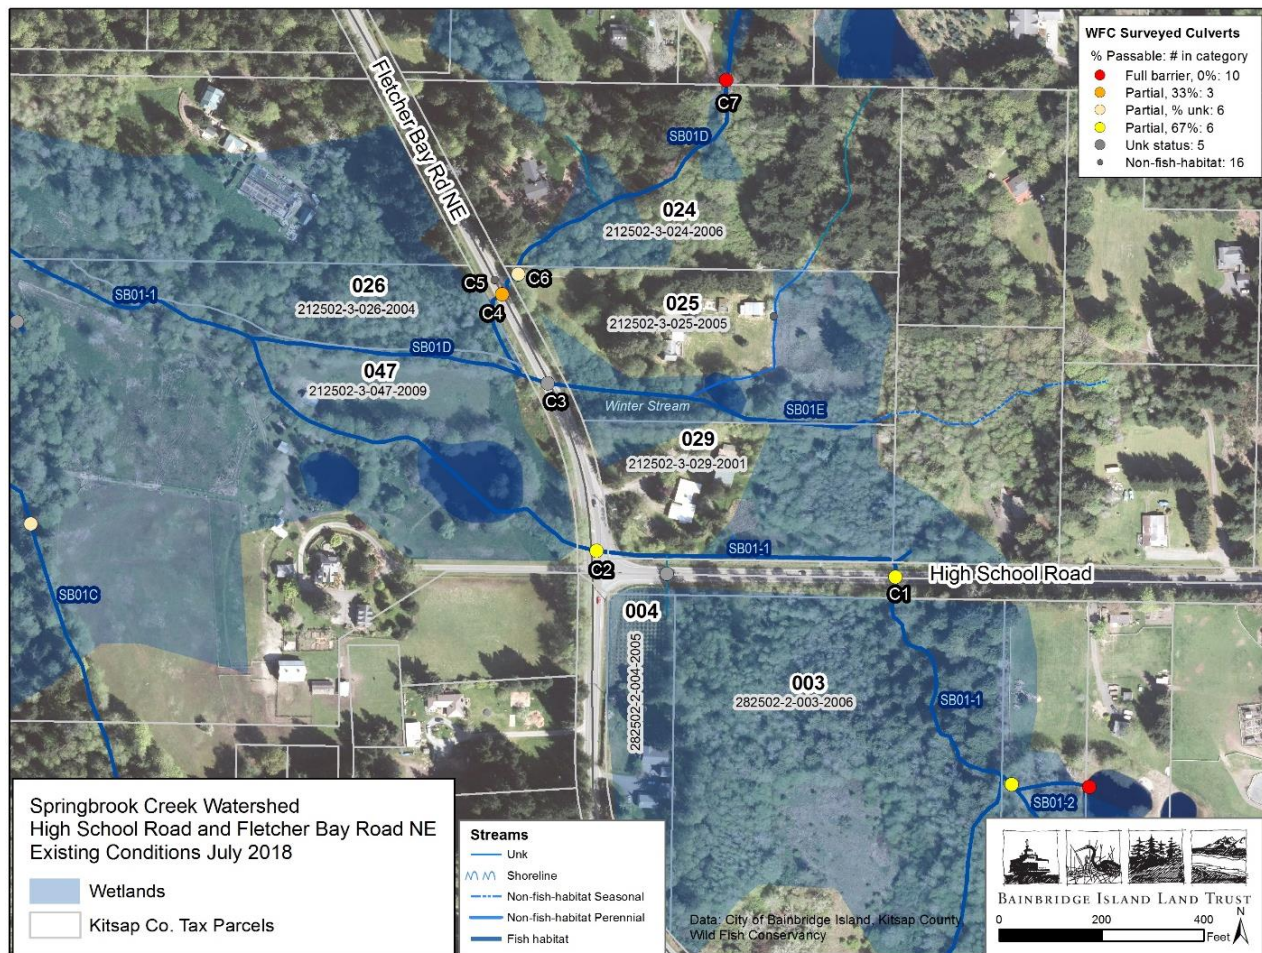 WFC Surveyed Culverts
% Passable: # in category
Full barrier, 0%: 10
Partial, 33%: 3
Partial, % unk: 6
Partial, 67%: 6
Unk status: 5
Non-fish-habitat: 16
Fletcher Bay Rd NE
C7
SB01D
024
212502-3-024-2006
C5
C6
C4
026
212502-3-026-2004
025
212502-3-025-2005
SB01-1
SB01D
047
212502-3-047-2009
C3
Winter Stream
SB01E
029
212502-3-029-2001
SB01-1
C2
High School Road
C1
SB01C
004
282502-2-004-2005
003
282502-2-003-2006
SB01-1
SB01-2
Springbrook Creek Watershed
High School Road and Fletcher Bay Road NE
Existing Conditions July 2018
Wetlands
Kitsap Co. Tax Parcels
Streams
Unk
Shoreline
Non-fish-habitat Seasonal
Non-fish-habitat Perennial
Fish habitat
Data: City of Bainbridge Island, Kitsap County,
Wild Fish Conservancy
BAINBRIDGE ISLAND LAND TRUST
0 200 400
Feet
N